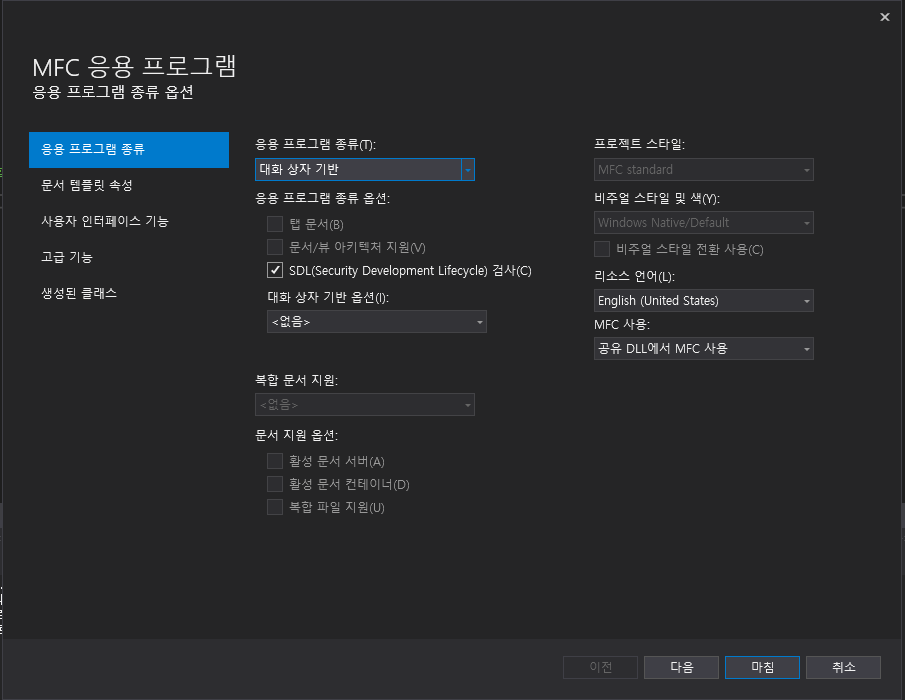 MFC 응용 프로그램
응용 프로그램 종류 옵션
응용 프로그램 종류
문서 템플릿 속성
사용자 인터페이스 기능
고급 기능
생성된 클래스
응용 프로그램 종류(T):
대화 상자 기반
응용 프로그램 종류 옵션:
탭 문서(B)
문서/뷰 아키텍처 지원(V)
SDL(Security Development Lifecycle) 검사(C)
대화 상자 기반 옵션(I):
<없음>
복합 문서 지원:
<없음>
문서 지원 옵션:
활성 문서 서버(A)
활성 문서 컨테이너(D)
복합 파일 지원(U)
프로젝트 스타일:
MFC standard
비주얼 스타일 및 색(Y):
Windows Native/Default
비주얼 스타일 전환 사용(C)
리소스 언어(L):
English (United States)
MFC 사용:
공유 DLL에서 MFC 사용
이전
다음
마침
취소